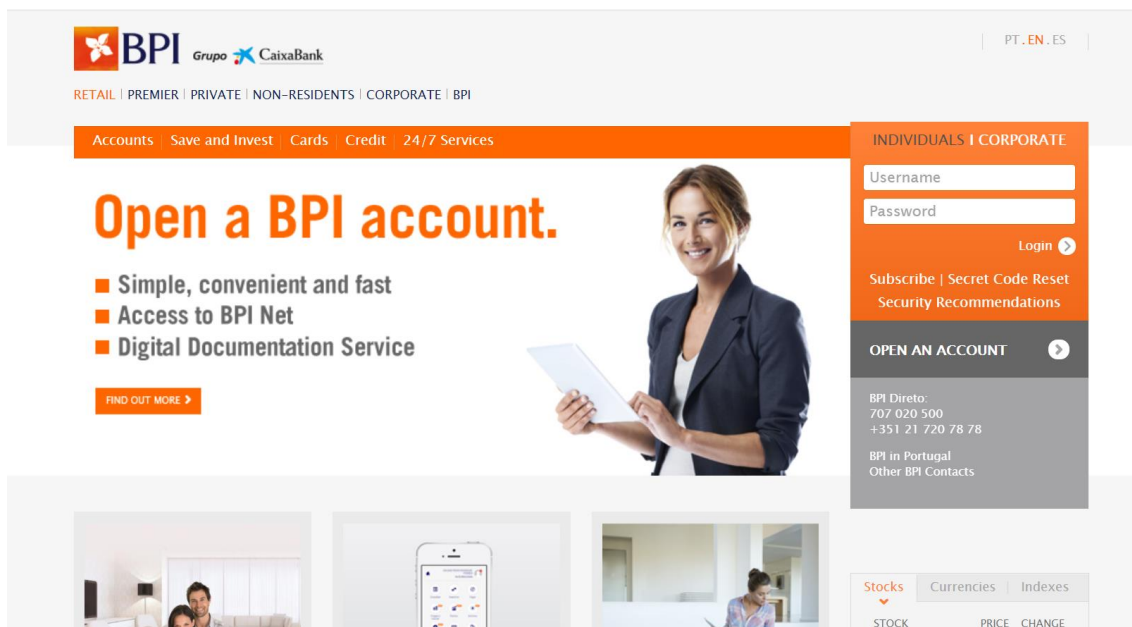 BPI Grupo CaixaBank
PT . EN . ES
RETAIL | PREMIER | PRIVATE | NON-RESIDENTS | CORPORATE | BPI
Accounts | Save and Invest | Cards | Credit | 24/7 Services
Open a BPI account.
Simple, convenient and fast
Access to BPI Net
Digital Documentation Service
FIND OUT MORE
INDIVIDUALS I CORPORATE
Username
Password
Login
Subscribe | Secret Code Reset
Security Recommendations
OPEN AN ACCOUNT
BPI Direto:
707 020 500
+351 21 720 78 78
BPI in Portugal
Other BPI Contacts
Stocks | Currencies | Indexes
STOCK PRICE CHANGE